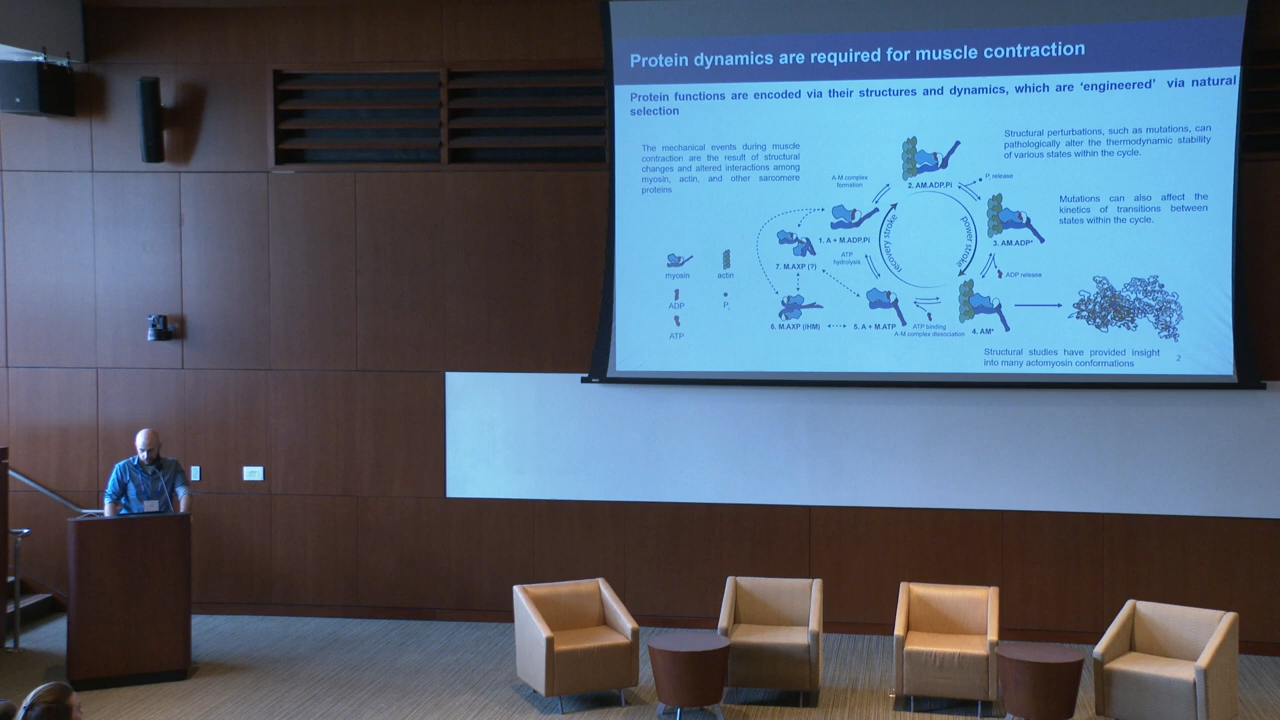 Protein dynamics are required for muscle contraction
Protein functions are encoded via their structures and dynamics, which are ‘engineered’ via natural
selection
The mechanical events during muscle
contraction are the result of structural
changes and altered interactions among
myosin, actin, and other sarcomere
proteins
Structural perturbations, such as mutations, can
pathologically alter the thermodynamic stability
of various states within the cycle.
Mutations can also affect the
kinetics of transitions between
states within the cycle.
A-M complex
formation
2. AM.ADP.Pi
Pi release
1. A + M.ADP.Pi
3. AM.ADP*
recovery stroke
power stroke
ATP
hydrolysis
7. M.AXP (?)
ADP release
myosin
actin
ADP
Pi
ATP
6. M.AXP (IHM)
5. A + M.ATP
ATP binding
A-M complex dissociation
4. AM*
Structural studies have provided insight
into many actomyosin conformations
2